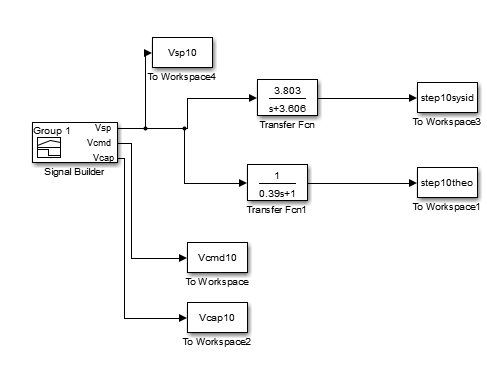 Vsp10
To Workspace4
3.803
s+3.606
Transfer Fcn
step10sysid
To Workspace3
Group 1
Vsp
Vcmd
Vcap
Signal Builder
1
0.39s+1
Transfer Fcn1
step10theo
To Workspace1
Vcmd10
To Workspace
Vcap10
To Workspace2